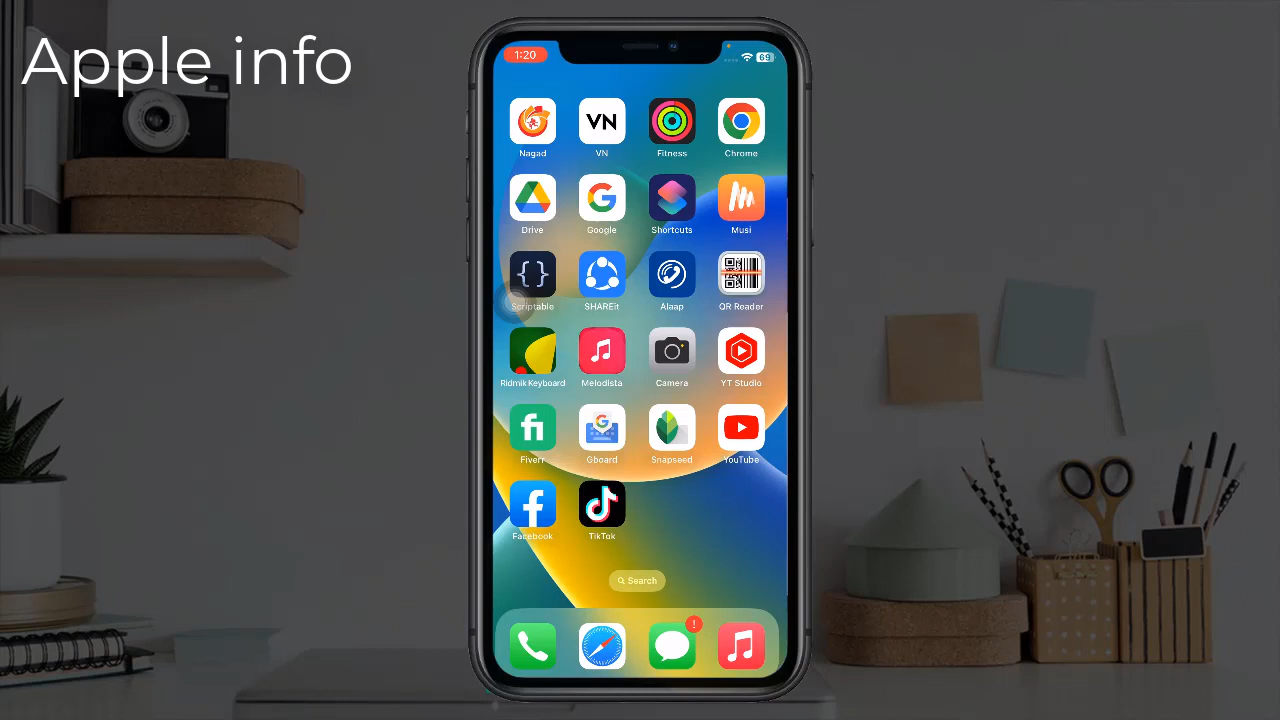 Apple info
1:20
69
Nagad
VN
VN
Fitness
Chrome
Drive
Google
Shortcuts
Musi
Scriptable
SHAREit
Alaap
QR Reader
Ridmik Keyboard
Melodista
Camera
YT Studio
Fiverr
Gboard
Snapseed
YouTube
Facebook
TikTok
Search